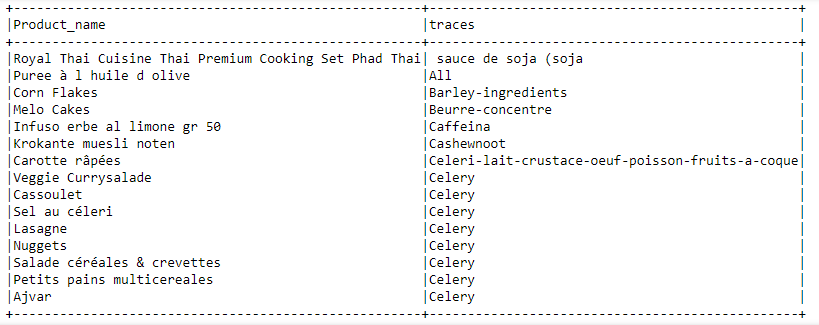 +-----------------------------------------------------+------------------------------------------------+
|Product_name                                         |traces                                          |
+-----------------------------------------------------+------------------------------------------------+
|Royal Thai Cuisine Thai Premium Cooking Set Phad Thai| sauce de soja (soja                            |
|Puree à l huile d olive                              |All                                             |
|Corn Flakes                                          |Barley-ingredients                              |
|Melo Cakes                                           |Beurre-concentre                                |
|Infuso erbe al limone gr 50                          |Caffeina                                        |
|Krokante muesli noten                                |Cashewnoot                                      |
|Carotte râpées                                       |Celeri-lait-crustace-oeuf-poisson-fruits-a-coque|
|Veggie Currysalade                                   |Celery                                          |
|Cassoulet                                            |Celery                                          |
|Sel au céleri                                        |Celery                                          |
|Lasagne                                              |Celery                                          |
|Nuggets                                              |Celery                                          |
|Salade céréales & crevettes                          |Celery                                          |
|Petits pains multicereales                           |Celery                                          |
|Ajvar                                                |Celery                                          |
+-----------------------------------------------------+------------------------------------------------+